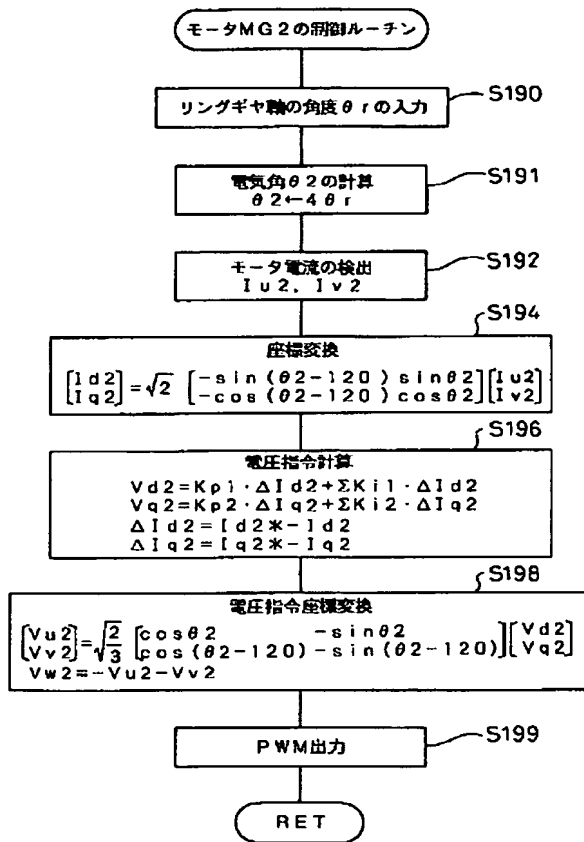 モータMG2の制御ルーチン
S190
リングギヤ軸の角度θrの入力
S191
電気角θ2の計算
θ2←4θr
S192
モータ電流の検出
Iu2, Iv2
S194
座標変換
[Id2] = √2 [-sin(θ2-120) sinθ2] [Iu2]
[Iq2] [-cos(θ2-120) cosθ2] [Iv2]
S196
電圧指令計算
Vd2=Kp1・ΔId2+ΣKi1・ΔId2
Vq2=Kp2・ΔIq2+ΣKi2・ΔIq2
ΔId2=Id2*-Id2
ΔIq2=Iq2*-Iq2
S198
電圧指令座標変換
[Vu2] = √2/3 [cosθ2 -sinθ2] [Vd2]
[Vv2] [cos(θ2-120) -sin(θ2-120)] [Vq2]
Vw2=-Vu2-Vv2
S199
PWM出力
RET